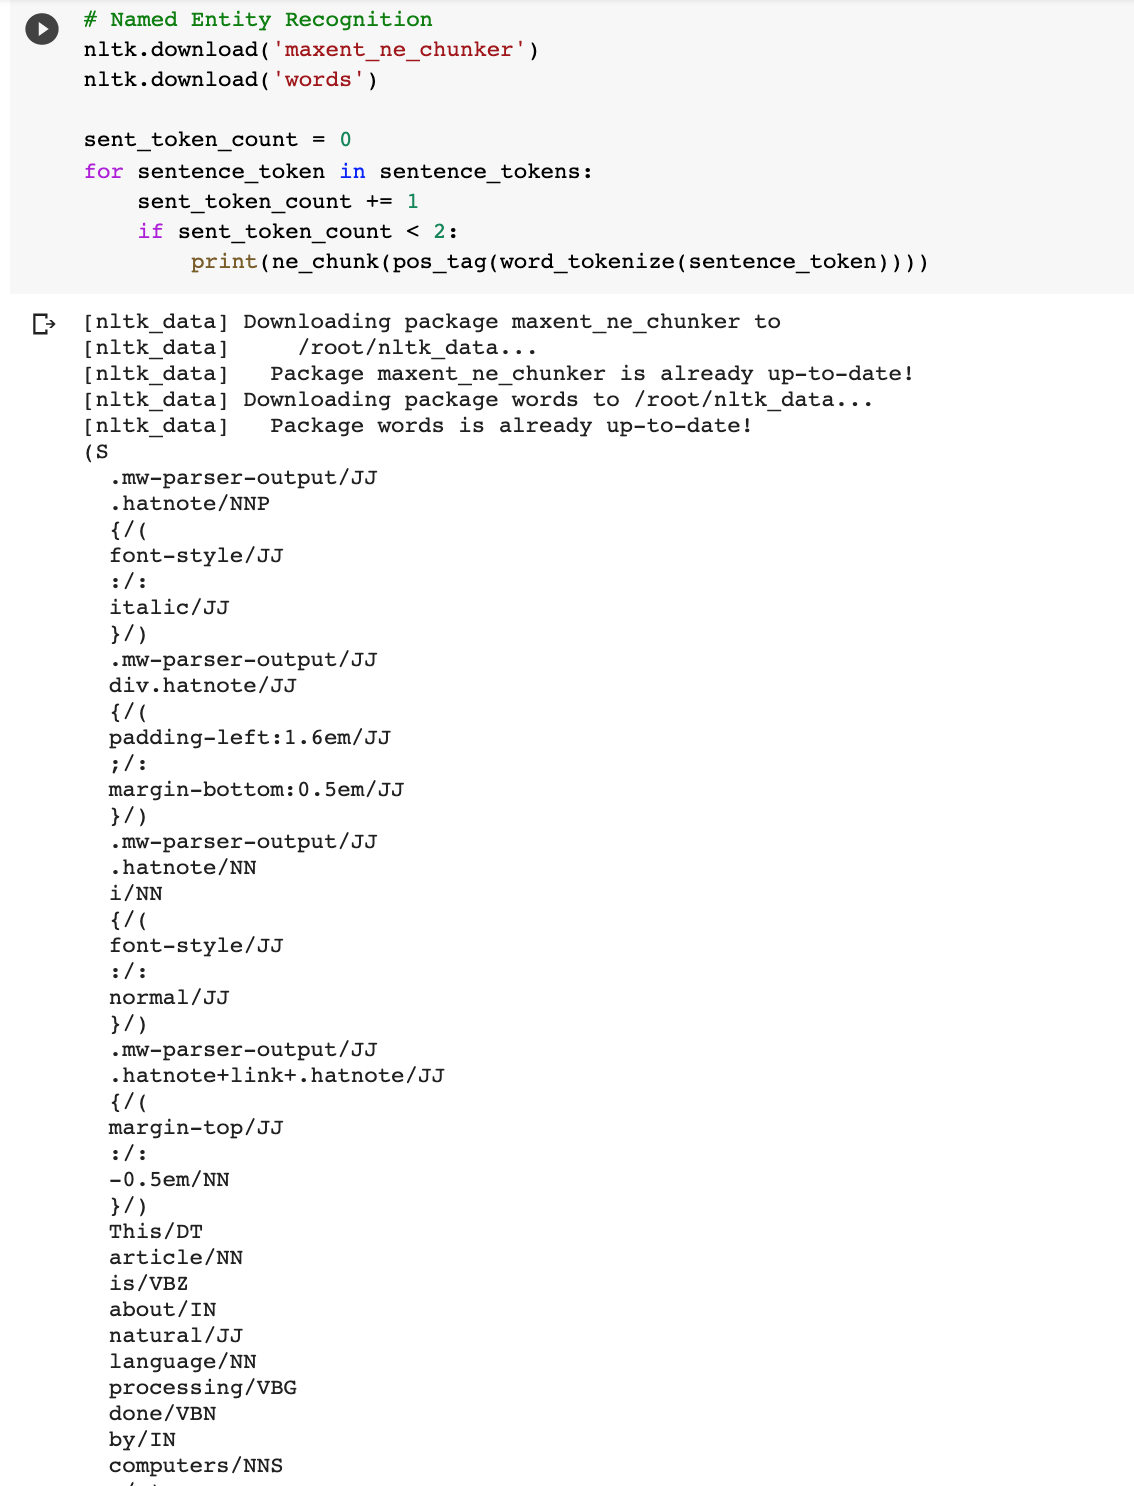 # Named Entity Recognition
nltk.download('maxent_ne_chunker')
nltk.download('words')
sent_token_count = 0
for sentence_token in sentence_tokens:
    sent_token_count += 1
    if sent_token_count < 2:
        print(ne_chunk(pos_tag(word_tokenize(sentence_token))))
[nltk_data] Downloading package maxent_ne_chunker to
[nltk_data]     /root/nltk_data...
[nltk_data]   Package maxent_ne_chunker is already up-to-date!
[nltk_data] Downloading package words to /root/nltk_data...
[nltk_data]   Package words is already up-to-date!
(S
  .mw-parser-output/JJ
  .hatnote/NNP
  {/(
  font-style/JJ
  :/:
  italic/JJ
  }/)
  .mw-parser-output/JJ
  div.hatnote/JJ
  {/(
  padding-left:1.6em/JJ
  ;/:
  margin-bottom:0.5em/JJ
  }/)
  .mw-parser-output/JJ
  .hatnote/NN
  i/NN
  {/(
  font-style/JJ
  :/:
  normal/JJ
  }/)
  .mw-parser-output/JJ
  .hatnote+link+.hatnote/JJ
  {/(
  margin-top/JJ
  :/:
  -0.5em/NN
  }/)
  This/DT
  article/NN
  is/VBZ
  about/IN
  natural/JJ
  language/NN
  processing/VBG
  done/VBN
  by/IN
  computers/NNS